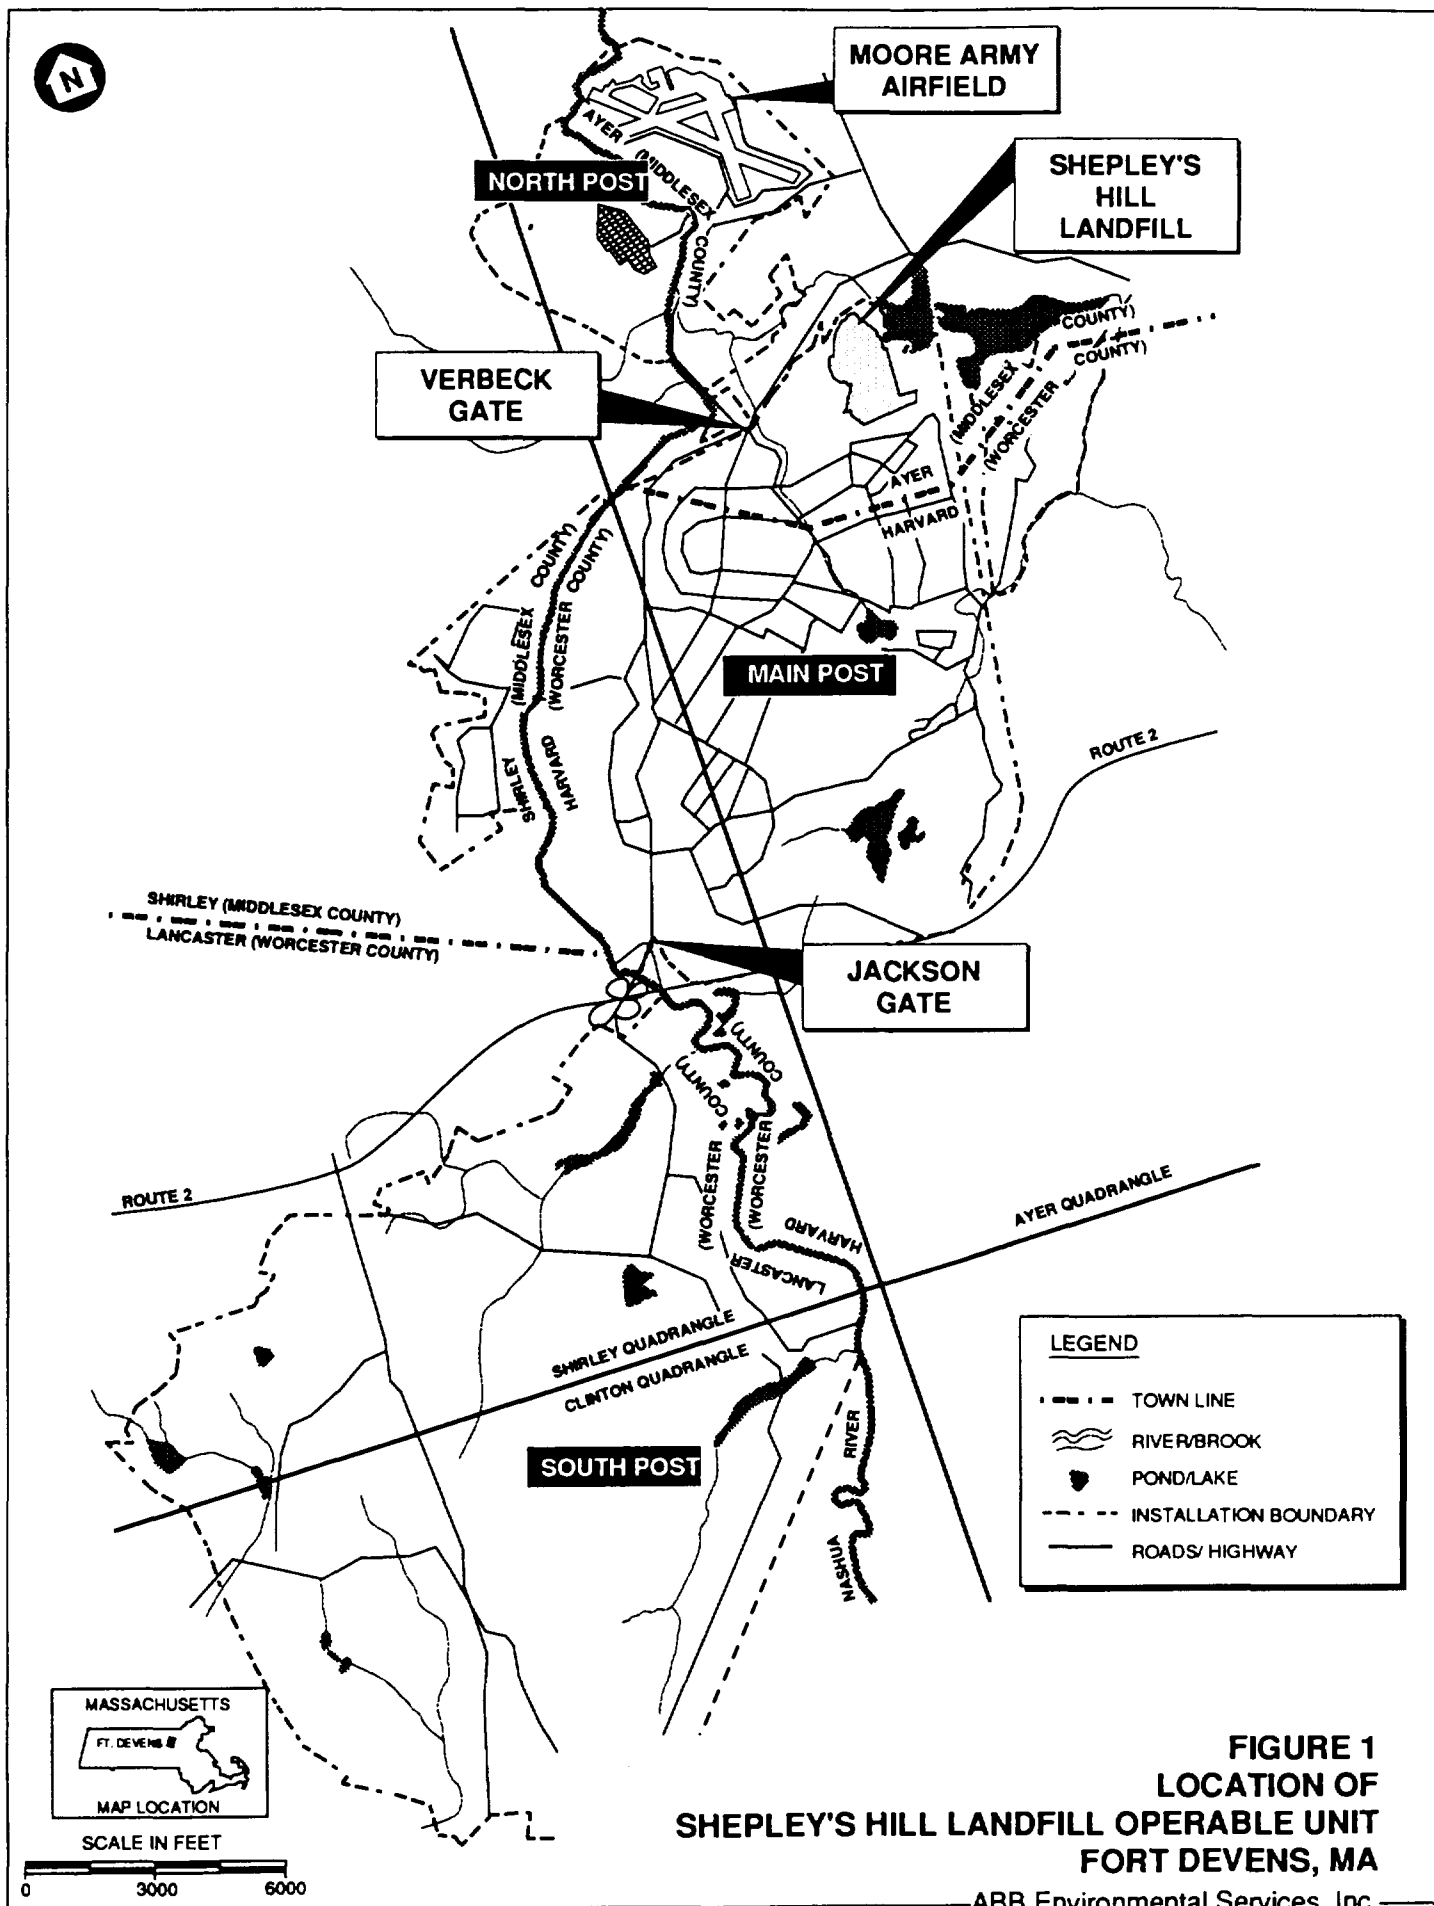 N
MOORE ARMY
AIRFIELD
SHEPLEY'S
HILL
LANDFILL
AYER (MIDDLESEX COUNTY)
NORTH POST
VERBECK
GATE
COUNTY)
COUNTY)
(MIDDLESEX
(WORCESTER
AYER
HARVARD
COUNTY)
COUNTY)
(MIDDLESEX
(WORCESTER
SHIRLEY
HARVARD
MAIN POST
ROUTE 2
SHIRLEY (MIDDLESEX COUNTY)
LANCASTER (WORCESTER COUNTY)
JACKSON
GATE
COUNTY)
COUNTY)
(WORCESTER
(WORCESTER
HARVARD
LANCASTER
ROUTE 2
AYER QUADRANGLE
SHIRLEY QUADRANGLE
CLINTON QUADRANGLE
SOUTH POST
RIVER
NASHUA
LEGEND
TOWN LINE
RIVER/BROOK
POND/LAKE
INSTALLATION BOUNDARY
ROADS/ HIGHWAY
MASSACHUSETTS
FT. DEVENS
MAP LOCATION
SCALE IN FEET
0 3000 6000
FIGURE 1
LOCATION OF
SHEPLEY'S HILL LANDFILL OPERABLE UNIT
FORT DEVENS, MA
ABB Environmental Services, Inc.